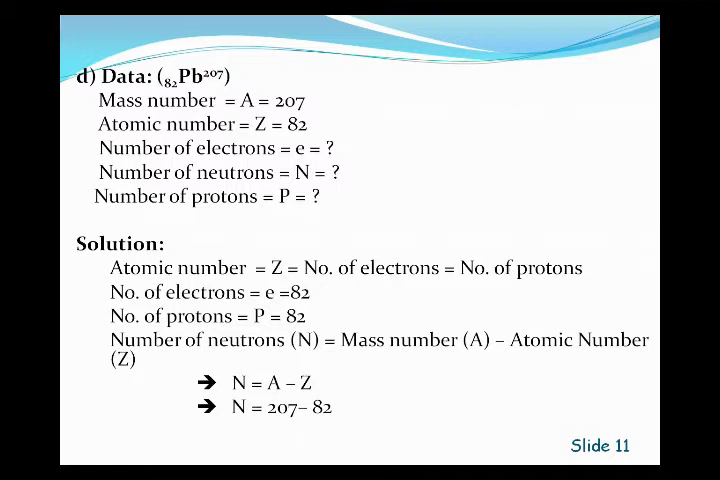 d) Data: (₈₂Pb²⁰⁷)
Mass number = A = 207
Atomic number = Z = 82
Number of electrons = e = ?
Number of neutrons = N = ?
Number of protons = P = ?
Solution:
Atomic number = Z = No. of electrons = No. of protons
No. of electrons = e =82
No. of protons = P = 82
Number of neutrons (N) = Mass number (A) – Atomic Number
(Z)
➔ N = A – Z
➔ N = 207– 82
Slide 11